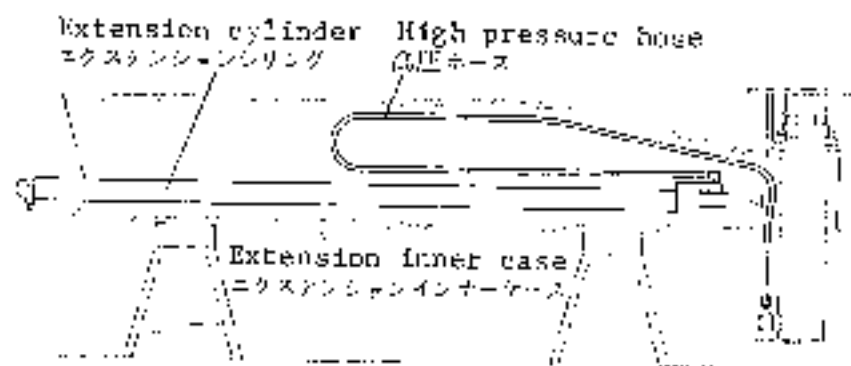 Extension cylinder
エクステンションシリンダ
High pressure hose
高圧ホース
Extension inner case
エクステンションインナーケース